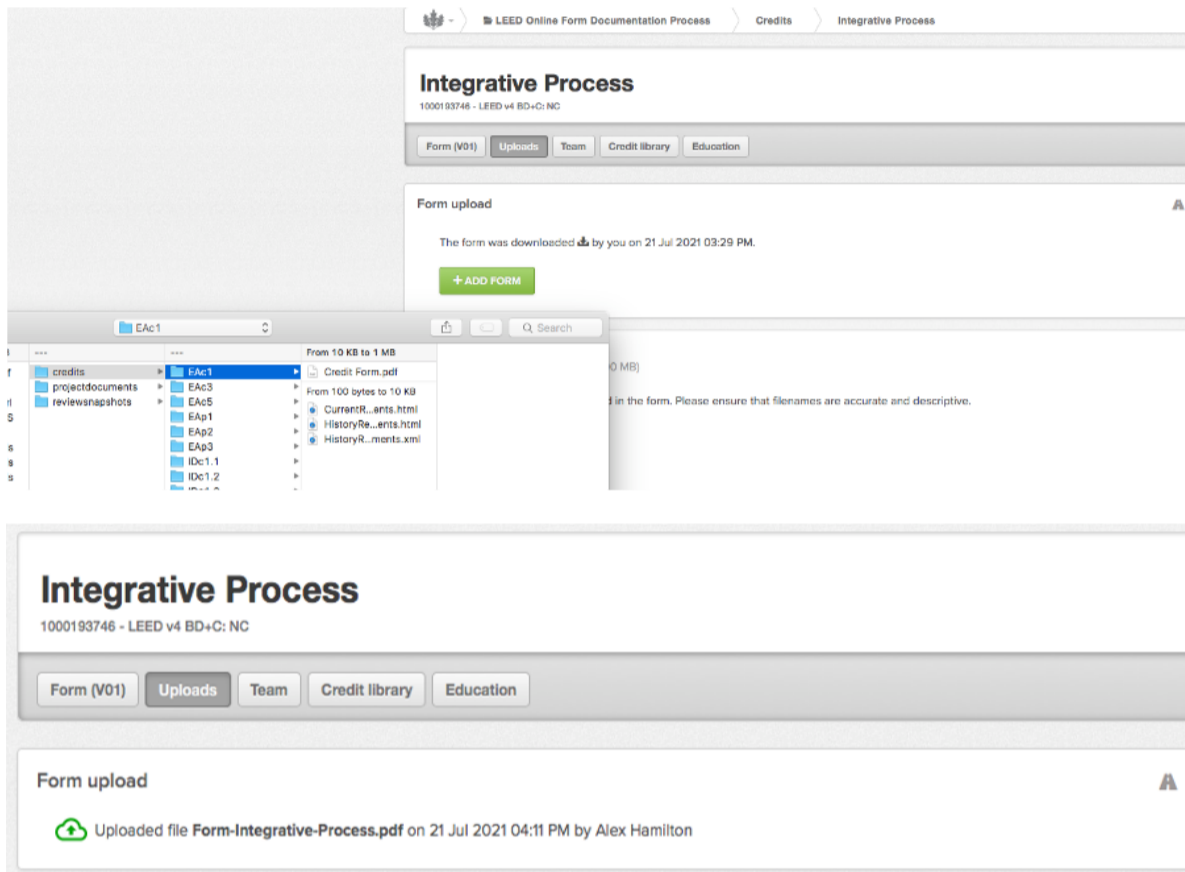 LEED Online Form Documentation Process Credits Integrative Process
Integrative Process
1000193746 - LEED v4 BD+C: NC
Form (V01) Uploads Team Credit library Education
Form upload
The form was downloaded by you on 21 Jul 2021 03:29 PM.
+ ADD FORM
EAc1 Search
--- --- From 10 KB to 1 MB
credits EAc1 Credit Form.pdf
projectdocuments EAc3 From 100 bytes to 10 KB
reviewsnapshots EAc5 CurrentR...ents.html
EAp1 HistoryRe...ents.html
EAp2 HistoryR...ments.xml
EAp3
IDc1.1
IDc1.2
0 MB)
in the form. Please ensure that filenames are accurate and descriptive.
Integrative Process
1000193746 - LEED v4 BD+C: NC
Form (V01) Uploads Team Credit library Education
Form upload
Uploaded file Form-Integrative-Process.pdf on 21 Jul 2021 04:11 PM by Alex Hamilton